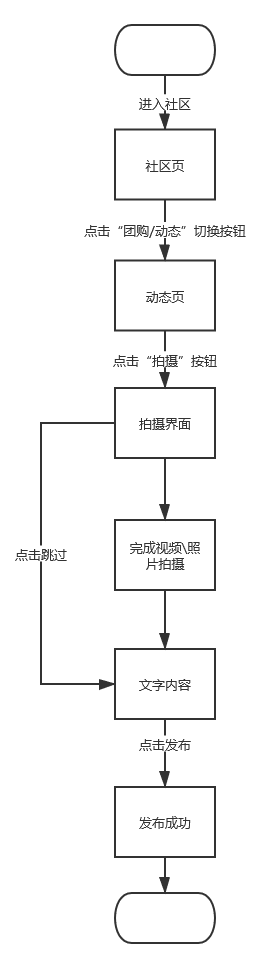 进入社区
社区页
点击“团购/动态”切换按钮
动态页
点击“拍摄”按钮
拍摄界面
完成视频\照
片拍摄
点击跳过
文字内容
点击发布
发布成功